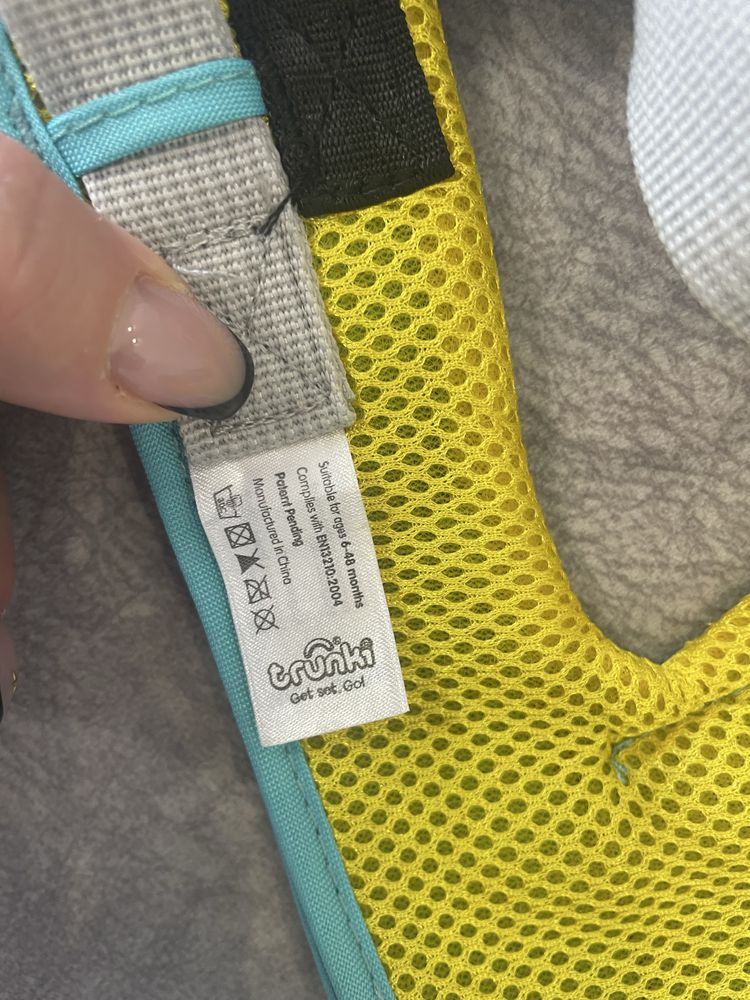 Suitable for ages 6-48 months
Complies with EN13210:2004
Patent Pending
Manufactured in China
trunki
Get set. Go!